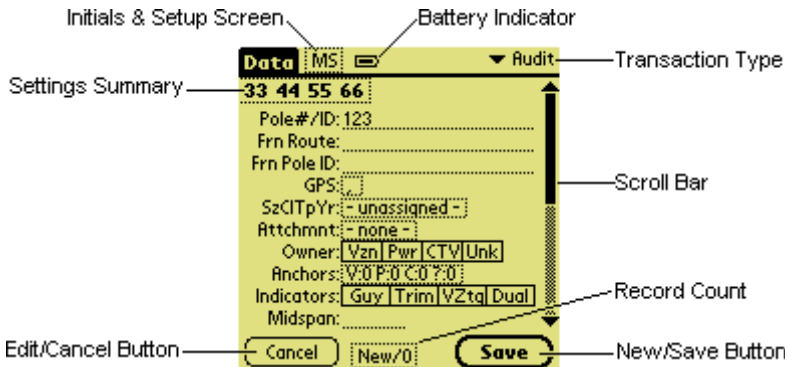 Initials & Setup Screen Battery Indicator
Data MS ▼ Audit Transaction Type
Settings Summary 33 44 55 66
Pole#/ID: 123
Frn Route:
Frn Pole ID:
GPS: , Scroll Bar
SzClTpYr: - unassigned -
Attchmnt: - none -
Owner: Vzn Pwr CTV Unk
Anchors: V:0 P:0 C:0 ?:0
Indicators: Guy Trim VZtg Dual Record Count
Midspan:
Edit/Cancel Button Cancel New/0 Save New/Save Button